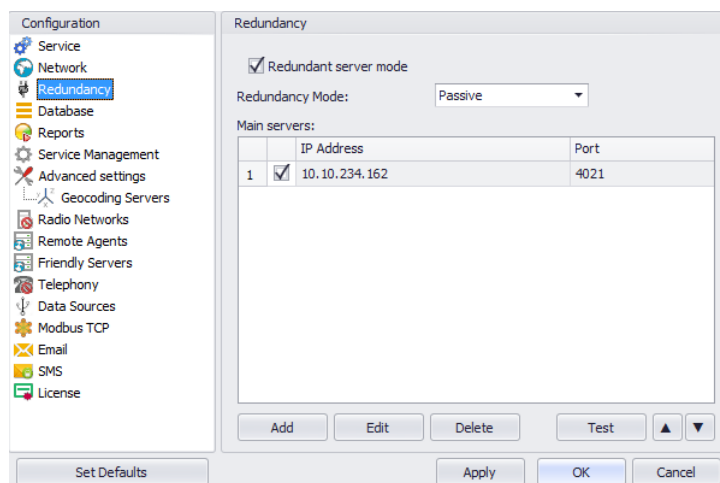 Configuration
Service
Network
Redundancy
Database
Reports
Service Management
Advanced settings
Geocoding Servers
Radio Networks
Remote Agents
Friendly Servers
Telephony
Data Sources
Modbus TCP
Email
SMS
License
Set Defaults
Redundancy
Redundant server mode
Redundancy Mode: Passive
Main servers:
IP Address Port
1 10.10.234.162 4021
Add Edit Delete Test
Apply OK Cancel